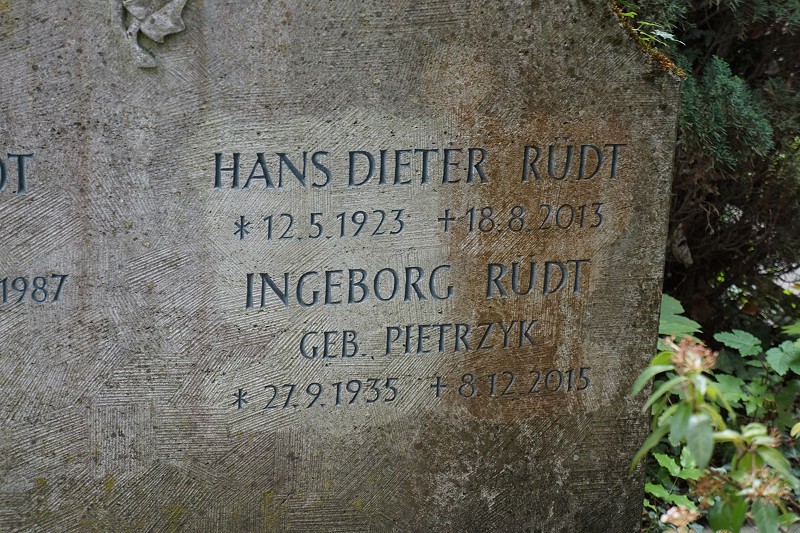 HANS DIETER RÜDT
* 12.5.1923 + 18.8.2013
1987
INGEBORG RÜDT
GEB. PIETRZYK
* 27.9.1935 + 8.12.2015